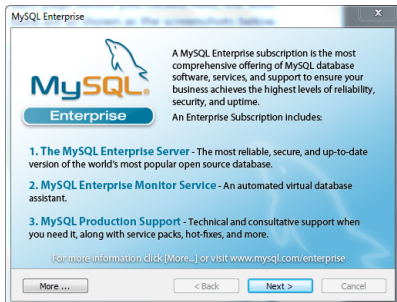 MySQL Enterprise
A MySQL Enterprise subscription is the most
comprehensive offering of MySQL database
software, services, and support to ensure your
business achieves the highest levels of reliability,
security, and uptime.
An Enterprise Subscription includes:
MySQL®
Enterprise
1. The MySQL Enterprise Server - The most reliable, secure, and up-to-date
version of the world's most popular open source database.
2. MySQL Enterprise Monitor Service - An automated virtual database
assistant.
3. MySQL Production Support - Technical and consultative support when
you need it, along with service packs, hot-fixes, and more.
For more information click [More...] or visit www.mysql.com/enterprise
More ...
< Back
Next >
Cancel